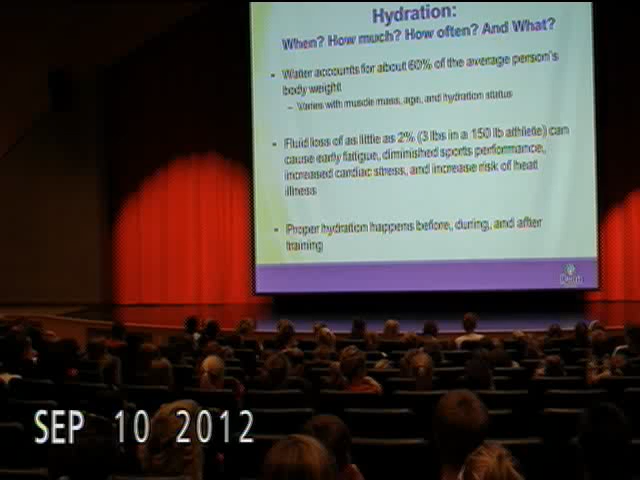 Hydration:
When? How much? How often? And What?
• Water accounts for about 60% of the average person's
body weight
– Varies with muscle mass, age, and hydration status
• Fluid loss of as little as 2% (3 lbs in a 150 lb athlete) can
cause early fatigue, diminished sports performance,
increased cardiac stress, and increase risk of heat
illness
• Proper hydration happens before, during, and after
training
SEP 10 2012